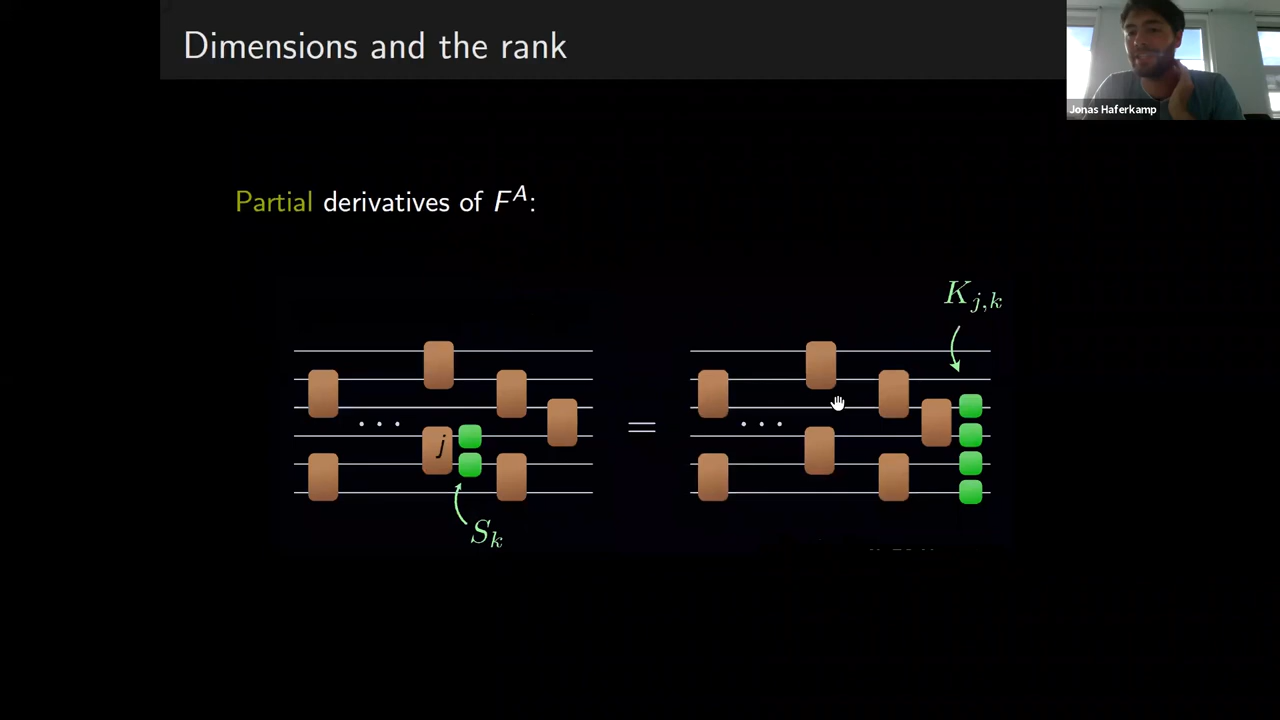 Dimensions and the rank
Jonas Haferkamp
Partial derivatives of F^A:
K_{j,k}
. . .
j
=
. . .
S_k